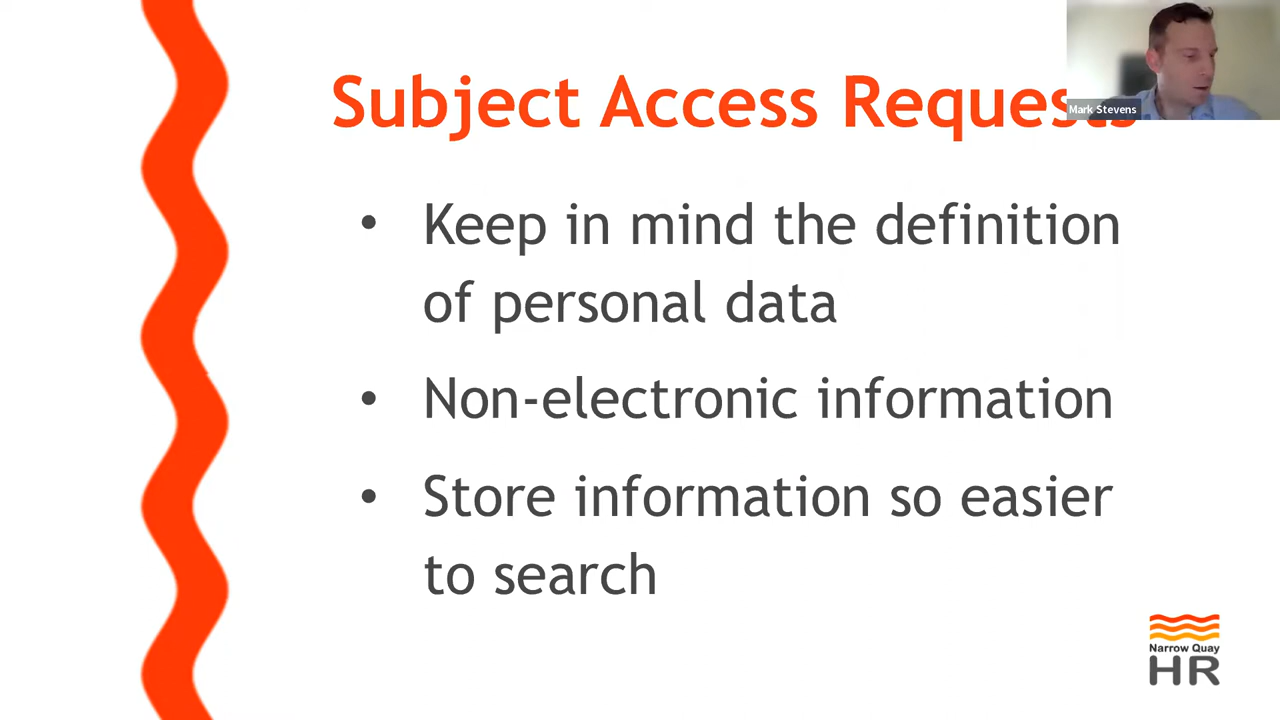 Subject Access Requests
Mark Stevens
• Keep in mind the definition
of personal data
• Non-electronic information
• Store information so easier
to search
Narrow Quay
HR